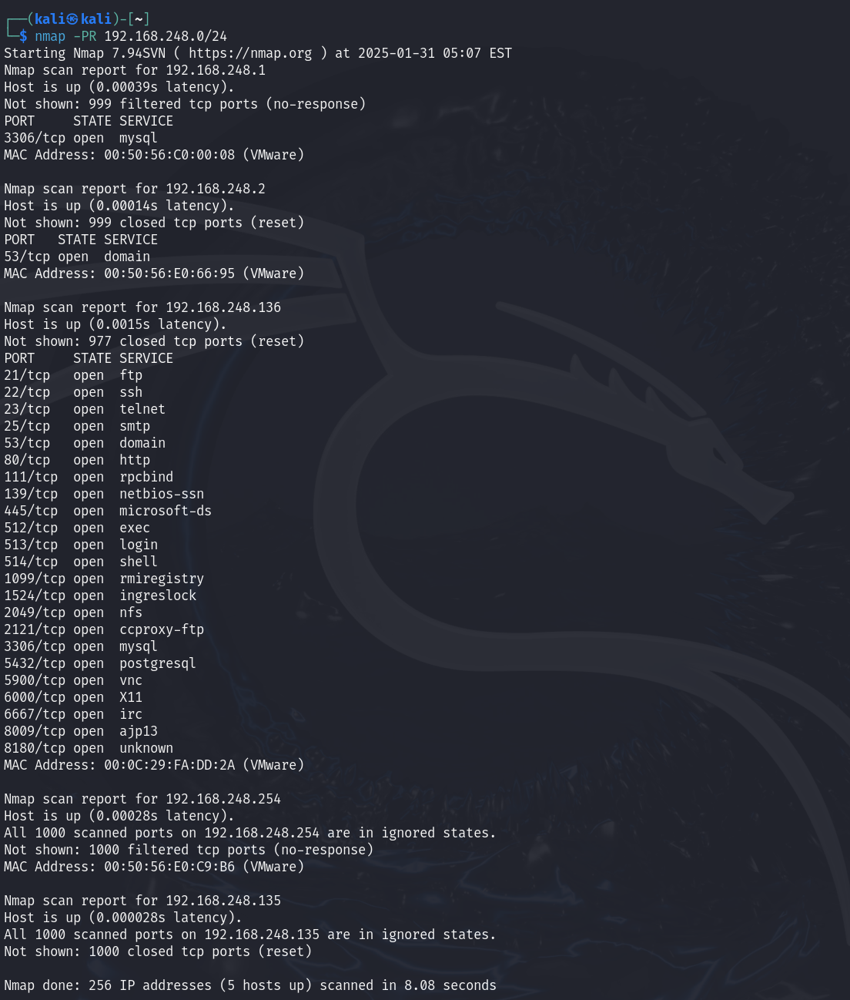 ┌──(kali㉿kali)-[~]
└─$ nmap -PR 192.168.248.0/24
Starting Nmap 7.94SVN ( https://nmap.org ) at 2025-01-31 05:07 EST
Nmap scan report for 192.168.248.1
Host is up (0.00039s latency).
Not shown: 999 filtered tcp ports (no-response)
PORT     STATE SERVICE
3306/tcp open  mysql
MAC Address: 00:50:56:C0:00:08 (VMware)

Nmap scan report for 192.168.248.2
Host is up (0.00014s latency).
Not shown: 999 closed tcp ports (reset)
PORT   STATE SERVICE
53/tcp open  domain
MAC Address: 00:50:56:E0:66:95 (VMware)

Nmap scan report for 192.168.248.136
Host is up (0.0015s latency).
Not shown: 977 closed tcp ports (reset)
PORT     STATE SERVICE
21/tcp   open  ftp
22/tcp   open  ssh
23/tcp   open  telnet
25/tcp   open  smtp
53/tcp   open  domain
80/tcp   open  http
111/tcp  open  rpcbind
139/tcp  open  netbios-ssn
445/tcp  open  microsoft-ds
512/tcp  open  exec
513/tcp  open  login
514/tcp  open  shell
1099/tcp open  rmiregistry
1524/tcp open  ingreslock
2049/tcp open  nfs
2121/tcp open  ccproxy-ftp
3306/tcp open  mysql
5432/tcp open  postgresql
5900/tcp open  vnc
6000/tcp open  X11
6667/tcp open  irc
8009/tcp open  ajp13
8180/tcp open  unknown
MAC Address: 00:0C:29:FA:DD:2A (VMware)

Nmap scan report for 192.168.248.254
Host is up (0.00028s latency).
All 1000 scanned ports on 192.168.248.254 are in ignored states.
Not shown: 1000 filtered tcp ports (no-response)
MAC Address: 00:50:56:E0:C9:B6 (VMware)

Nmap scan report for 192.168.248.135
Host is up (0.000028s latency).
All 1000 scanned ports on 192.168.248.135 are in ignored states.
Not shown: 1000 closed tcp ports (reset)

Nmap done: 256 IP addresses (5 hosts up) scanned in 8.08 seconds